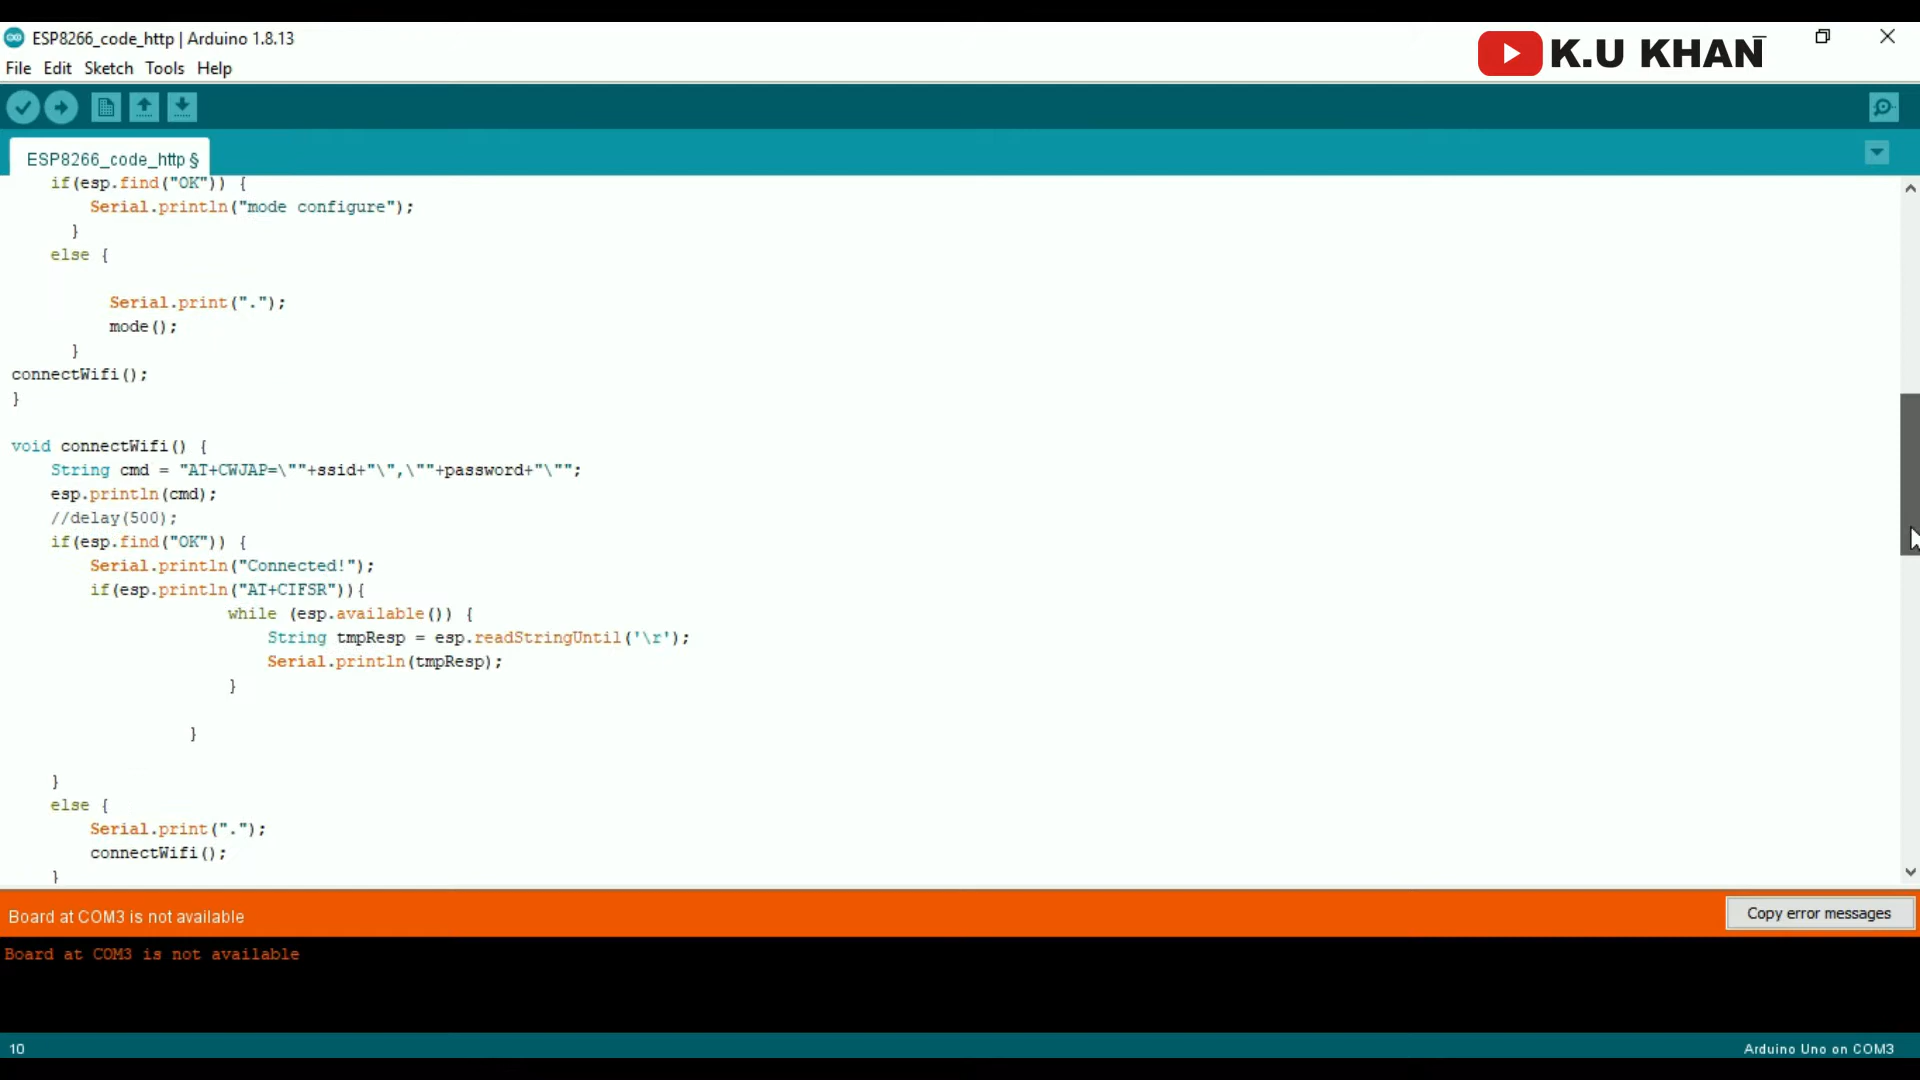 ESP8266_code_http | Arduino 1.8.13
K.U KHAN
File Edit Sketch Tools Help
ESP8266_code_http §
if(esp.find("OK")) {
Serial.println("mode configure");
}
else {
Serial.print(".");
mode();
}
connectWifi();
}
void connectWifi() {
String cmd = "AT+CWJAP=\""+ssid+"\",\""+password+"\"";
esp.println(cmd);
//delay(500);
if(esp.find("OK")) {
Serial.println("Connected!");
if(esp.println("AT+CIFSR")){
while (esp.available()) {
String tmpResp = esp.readStringUntil('\r');
Serial.println(tmpResp);
}
}
}
else {
Serial.print(".");
connectWifi();
}
Board at COM3 is not available
Copy error messages
Board at COM3 is not available
10
Arduino Uno on COM3